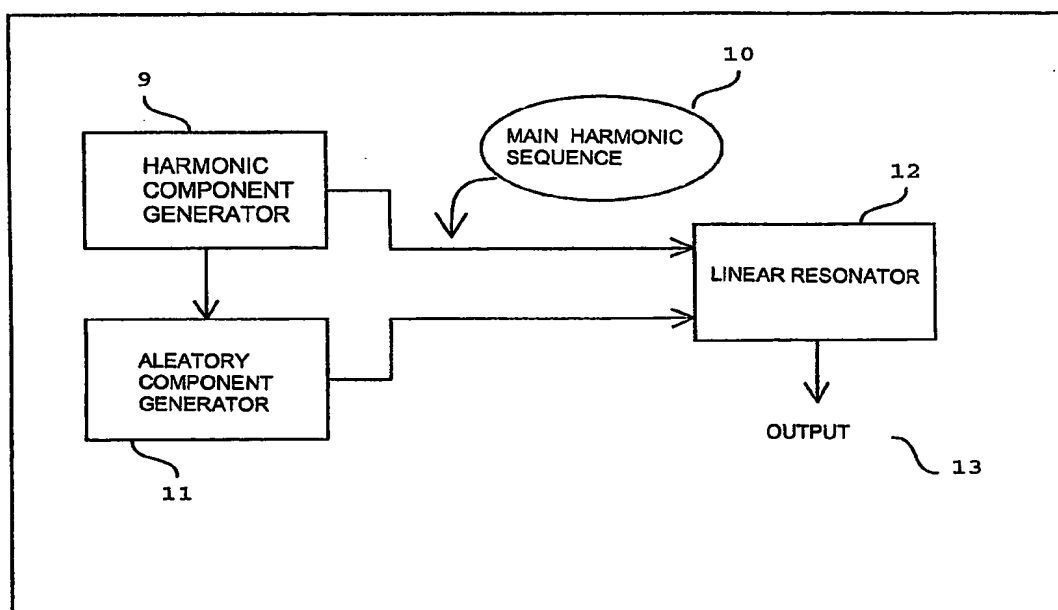 10
9
MAIN HARMONIC
SEQUENCE
HARMONIC
COMPONENT
GENERATOR
12
LINEAR RESONATOR
ALEATORY
COMPONENT
GENERATOR
OUTPUT
13
11